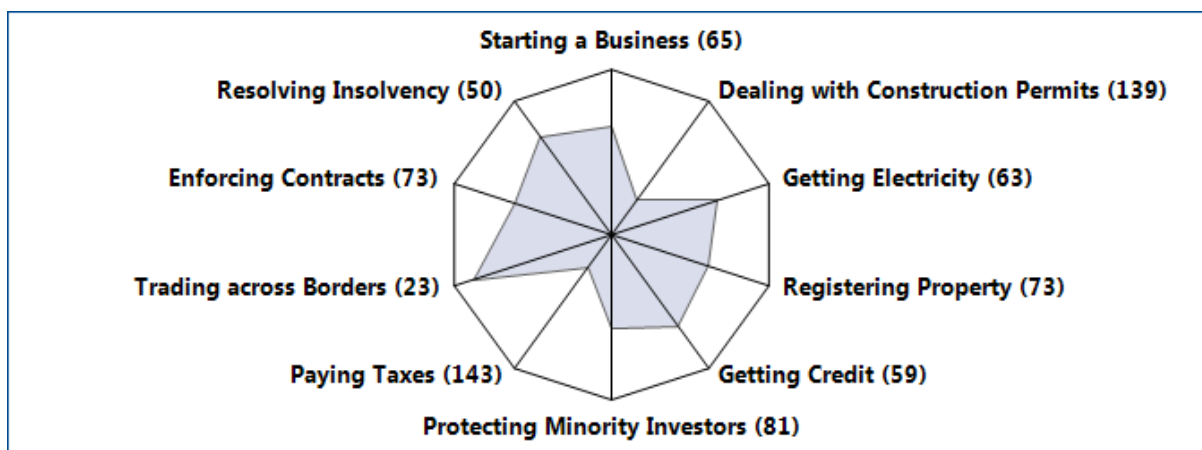 Starting a Business (65)
Resolving Insolvency (50)
Dealing with Construction Permits (139)
Enforcing Contracts (73)
Getting Electricity (63)
Trading across Borders (23)
Registering Property (73)
Paying Taxes (143)
Getting Credit (59)
Protecting Minority Investors (81)